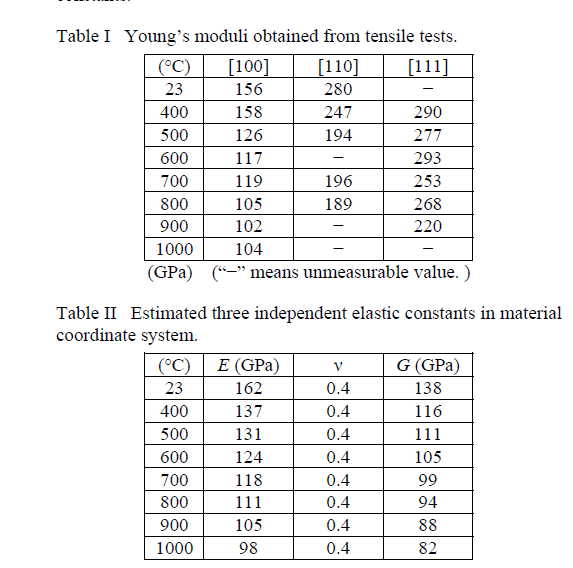 Table I Young's moduli obtained from tensile tests.
(°C) [100] [110] [111]
23 156 280 −
400 158 247 290
500 126 194 277
600 117 − 293
700 119 196 253
800 105 189 268
900 102 − 220
1000 104 − −
(GPa) ("−" means unmeasurable value. )
Table II Estimated three independent elastic constants in material
coordinate system.
(°C) E (GPa) ν G (GPa)
23 162 0.4 138
400 137 0.4 116
500 131 0.4 111
600 124 0.4 105
700 118 0.4 99
800 111 0.4 94
900 105 0.4 88
1000 98 0.4 82